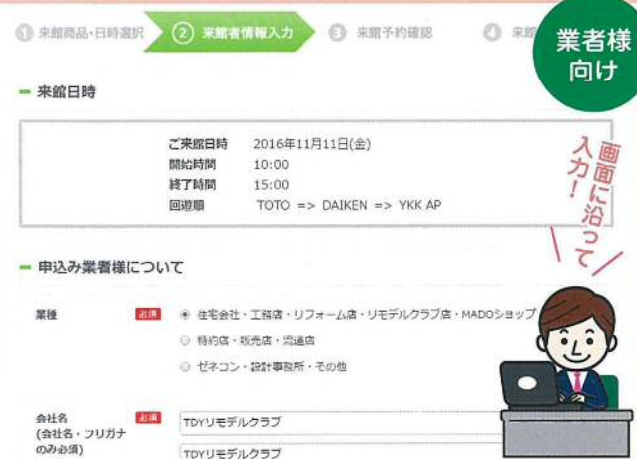 1 来館商品・日時選択
2 来館者情報入力
3 来館予約確認
4 来館
業者様
向け
来館日時
ご来館日時 2016年11月11日(金)
開始時間 10:00
終了時間 15:00
回遊順 TOTO => DAIKEN => YKK AP
画面に沿って
入力!
申込み業者様について
業種 必須 住宅会社・工務店・リフォーム店・リモデルクラブ店・MADOショップ
特約店・販売店・流通店
ゼネコン・設計事務所・その他
会社名 必須 TDYリモデルクラブ
(会社名・フリガナ
のみ必須) TDYリモデルクラブ